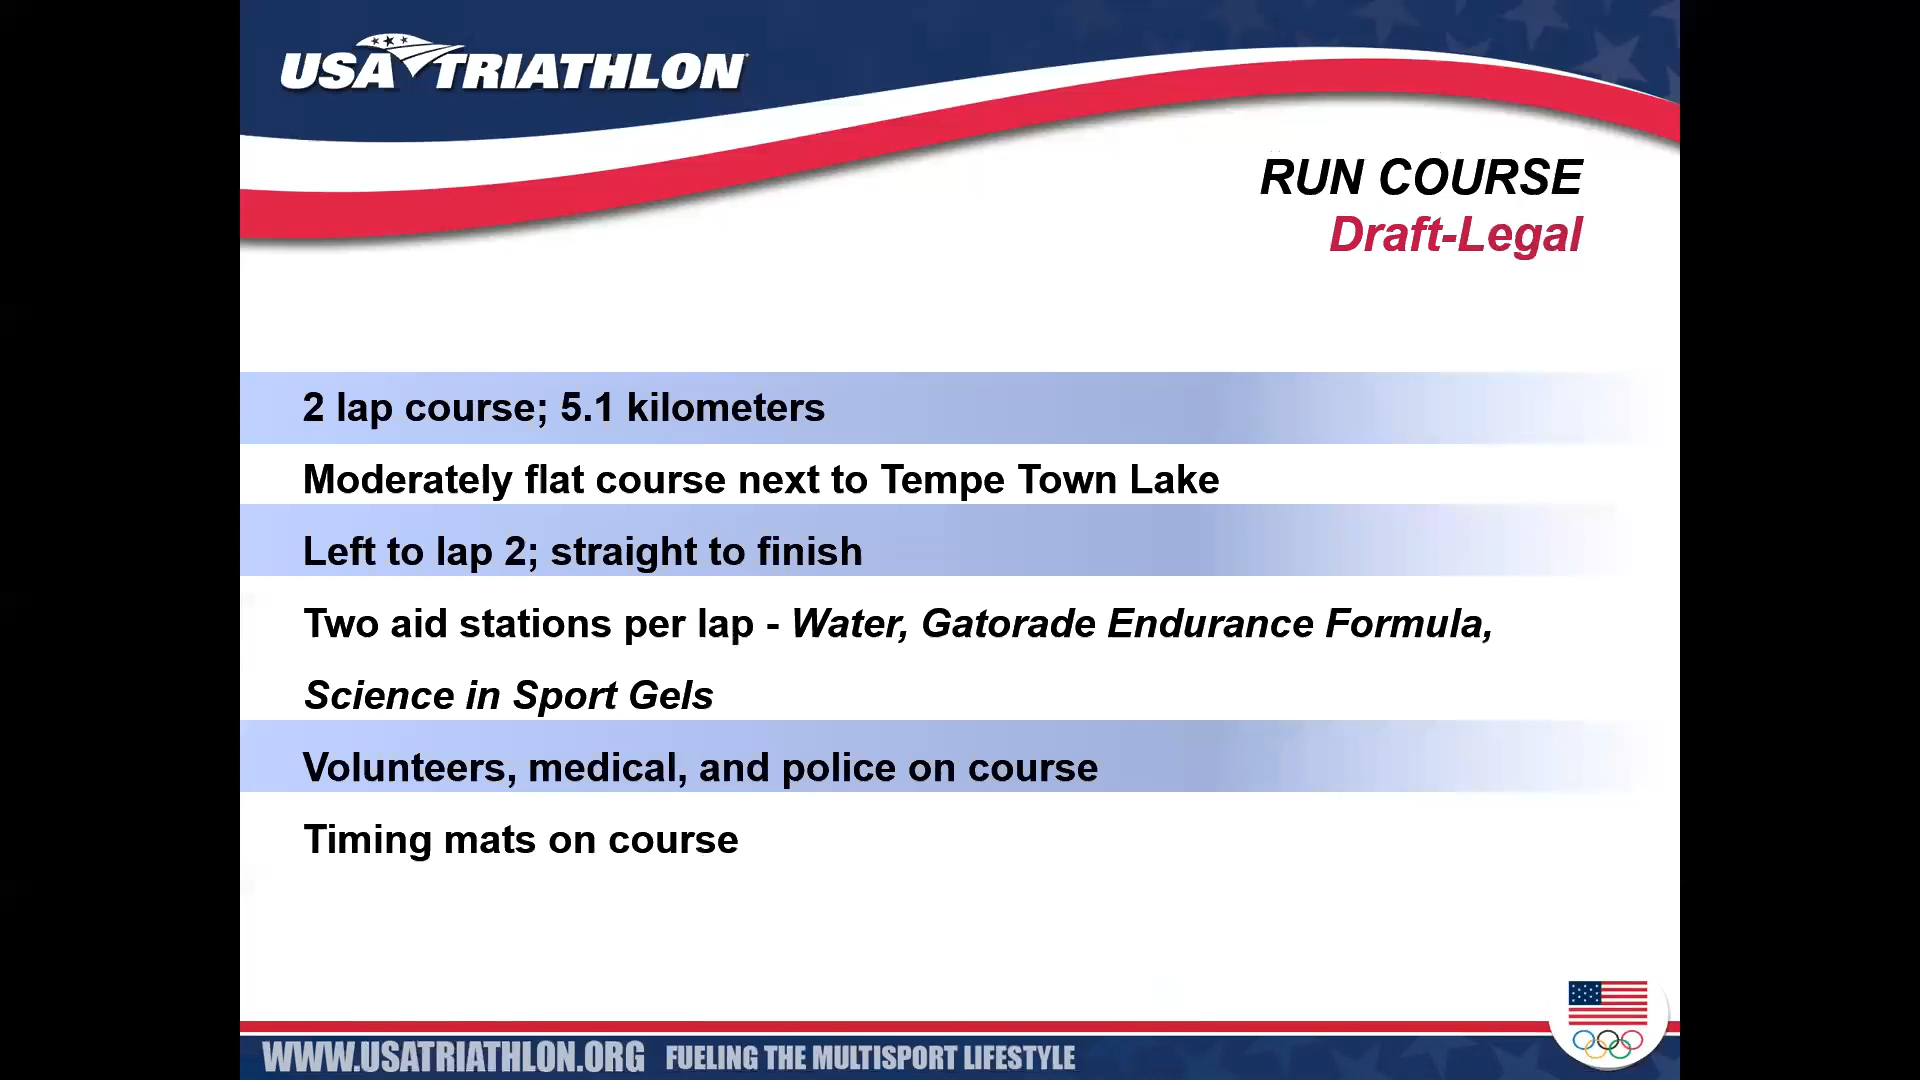 USA TRIATHLON
RUN COURSE
Draft-Legal
2 lap course; 5.1 kilometers
Moderately flat course next to Tempe Town Lake
Left to lap 2; straight to finish
Two aid stations per lap - Water, Gatorade Endurance Formula,
Science in Sport Gels
Volunteers, medical, and police on course
Timing mats on course
WWW.USATRIATHLON.ORG FUELING THE MULTISPORT LIFESTYLE